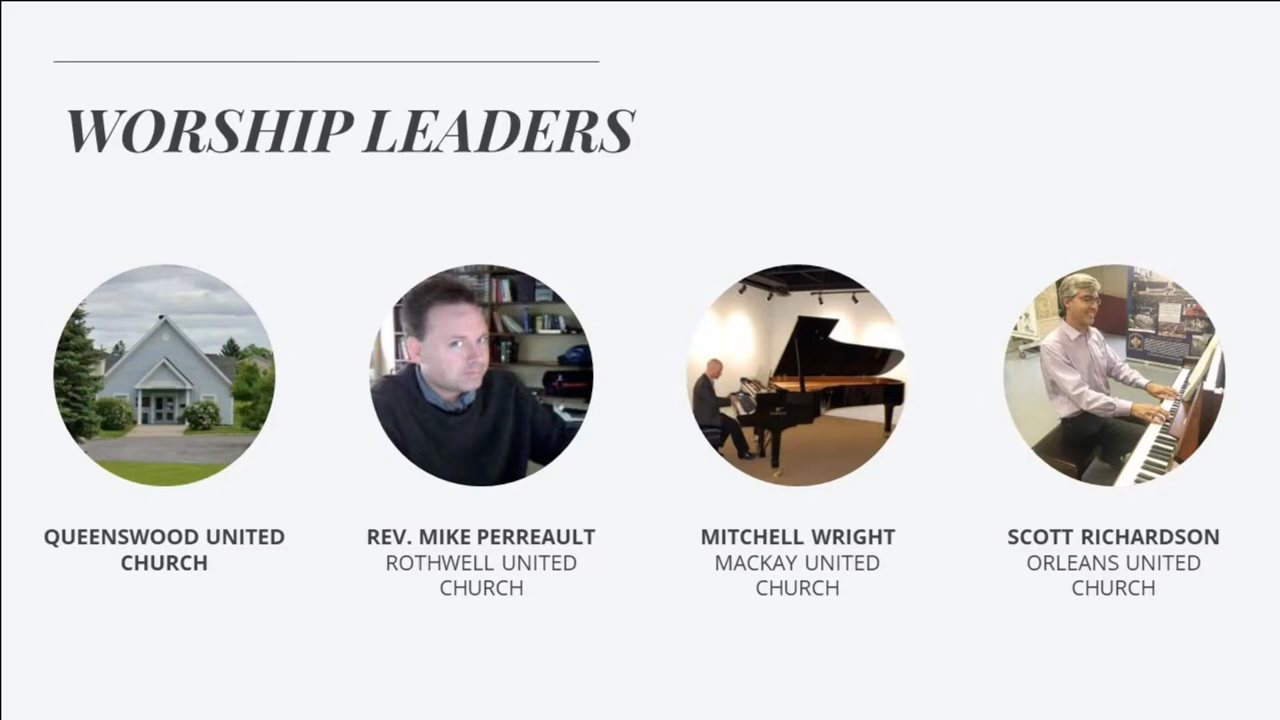 WORSHIP LEADERS
QUEENSWOOD UNITED
CHURCH
REV. MIKE PERREAULT
ROTHWELL UNITED
CHURCH
MITCHELL WRIGHT
MACKAY UNITED
CHURCH
SCOTT RICHARDSON
ORLEANS UNITED
CHURCH